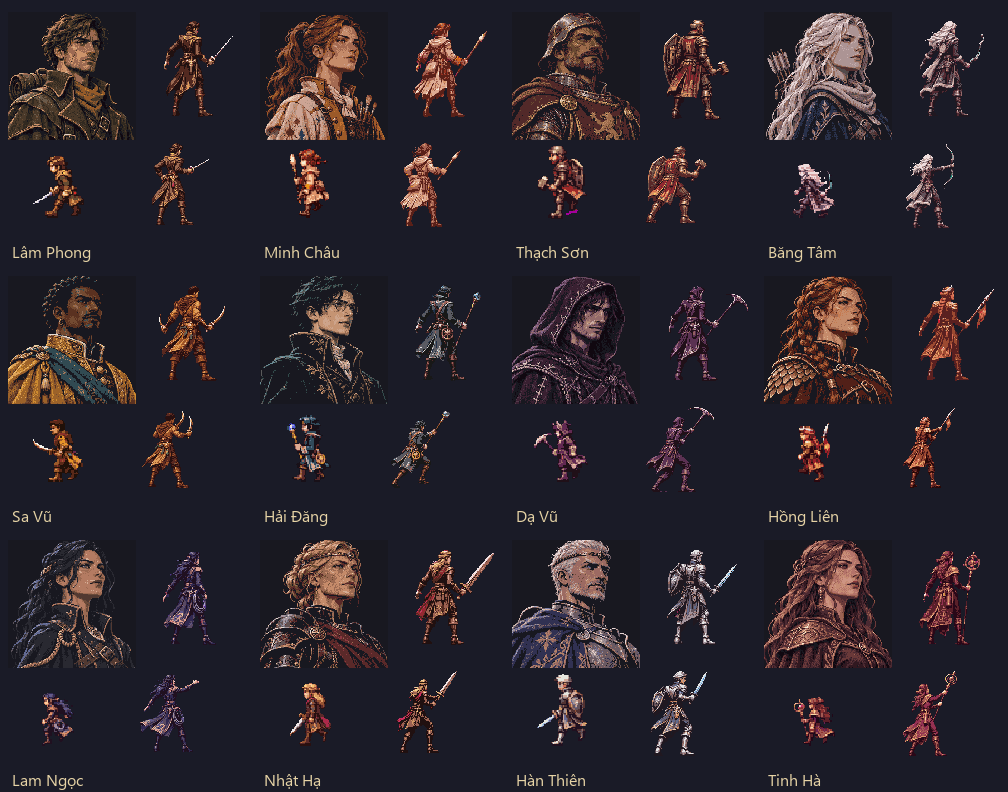 Lâm Phong
Minh Châu
Thạch Sơn
Băng Tâm
Sa Vũ
Hải Đăng
Dạ Vũ
Hồng Liên
Lam Ngọc
Nhật Hạ
Hàn Thiên
Tinh Hà